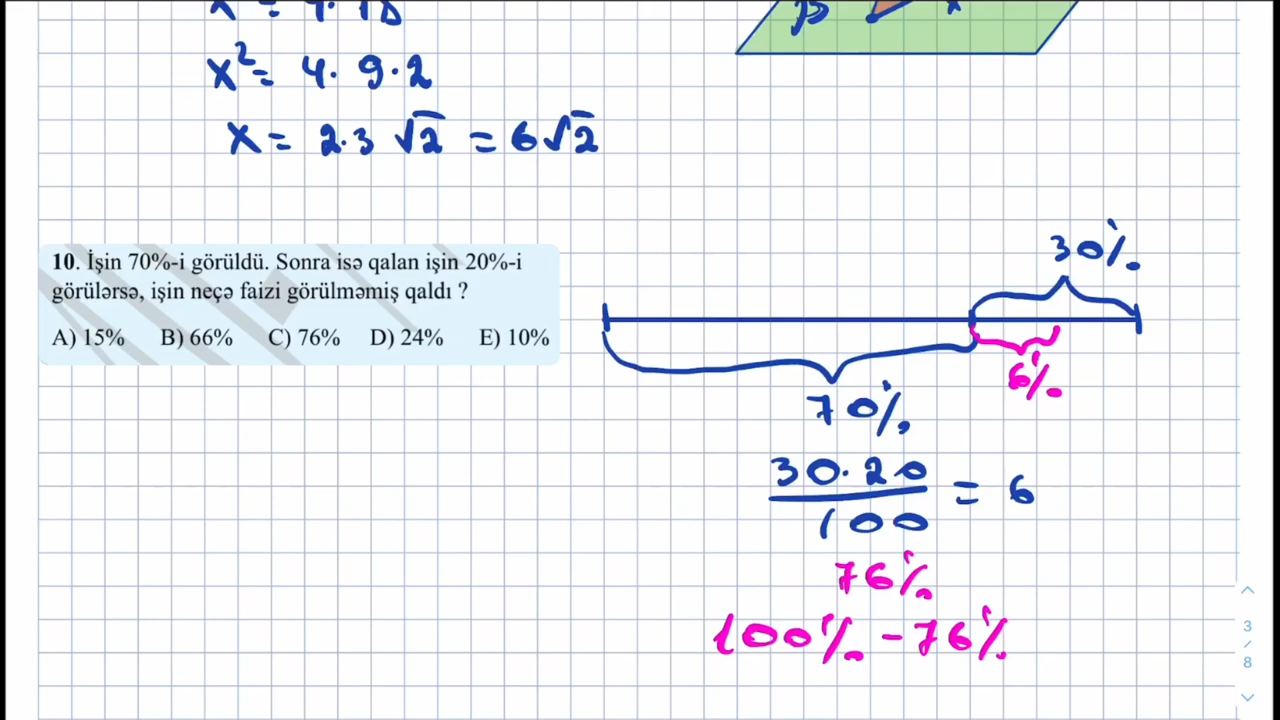 x² = 4 · 9 · 2
x = 2·3 √2 = 6√2
β
x
10. İşin 70%-i görüldü. Sonra isə qalan işin 20%-i
görülərsə, işin neçə faizi görülməmiş qaldı ?
A) 15% B) 66% C) 76% D) 24% E) 10%
30%
6%
70%
30·20
100
= 6
76%
100% - 76%
3
/
8